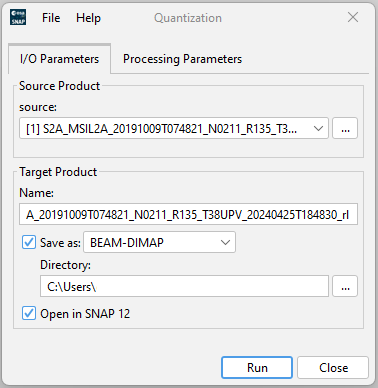 esa
SNAP
File Help Quantization
I/O Parameters Processing Parameters
Source Product
source:
[1] S2A_MSIL2A_20191009T074821_N0211_R135_T3... ...
Target Product
Name:
A_20191009T074821_N0211_R135_T38UPV_20240425T184830_rl
Save as: BEAM-DIMAP
Directory:
C:\Users\ ...
Open in SNAP 12
Run Close